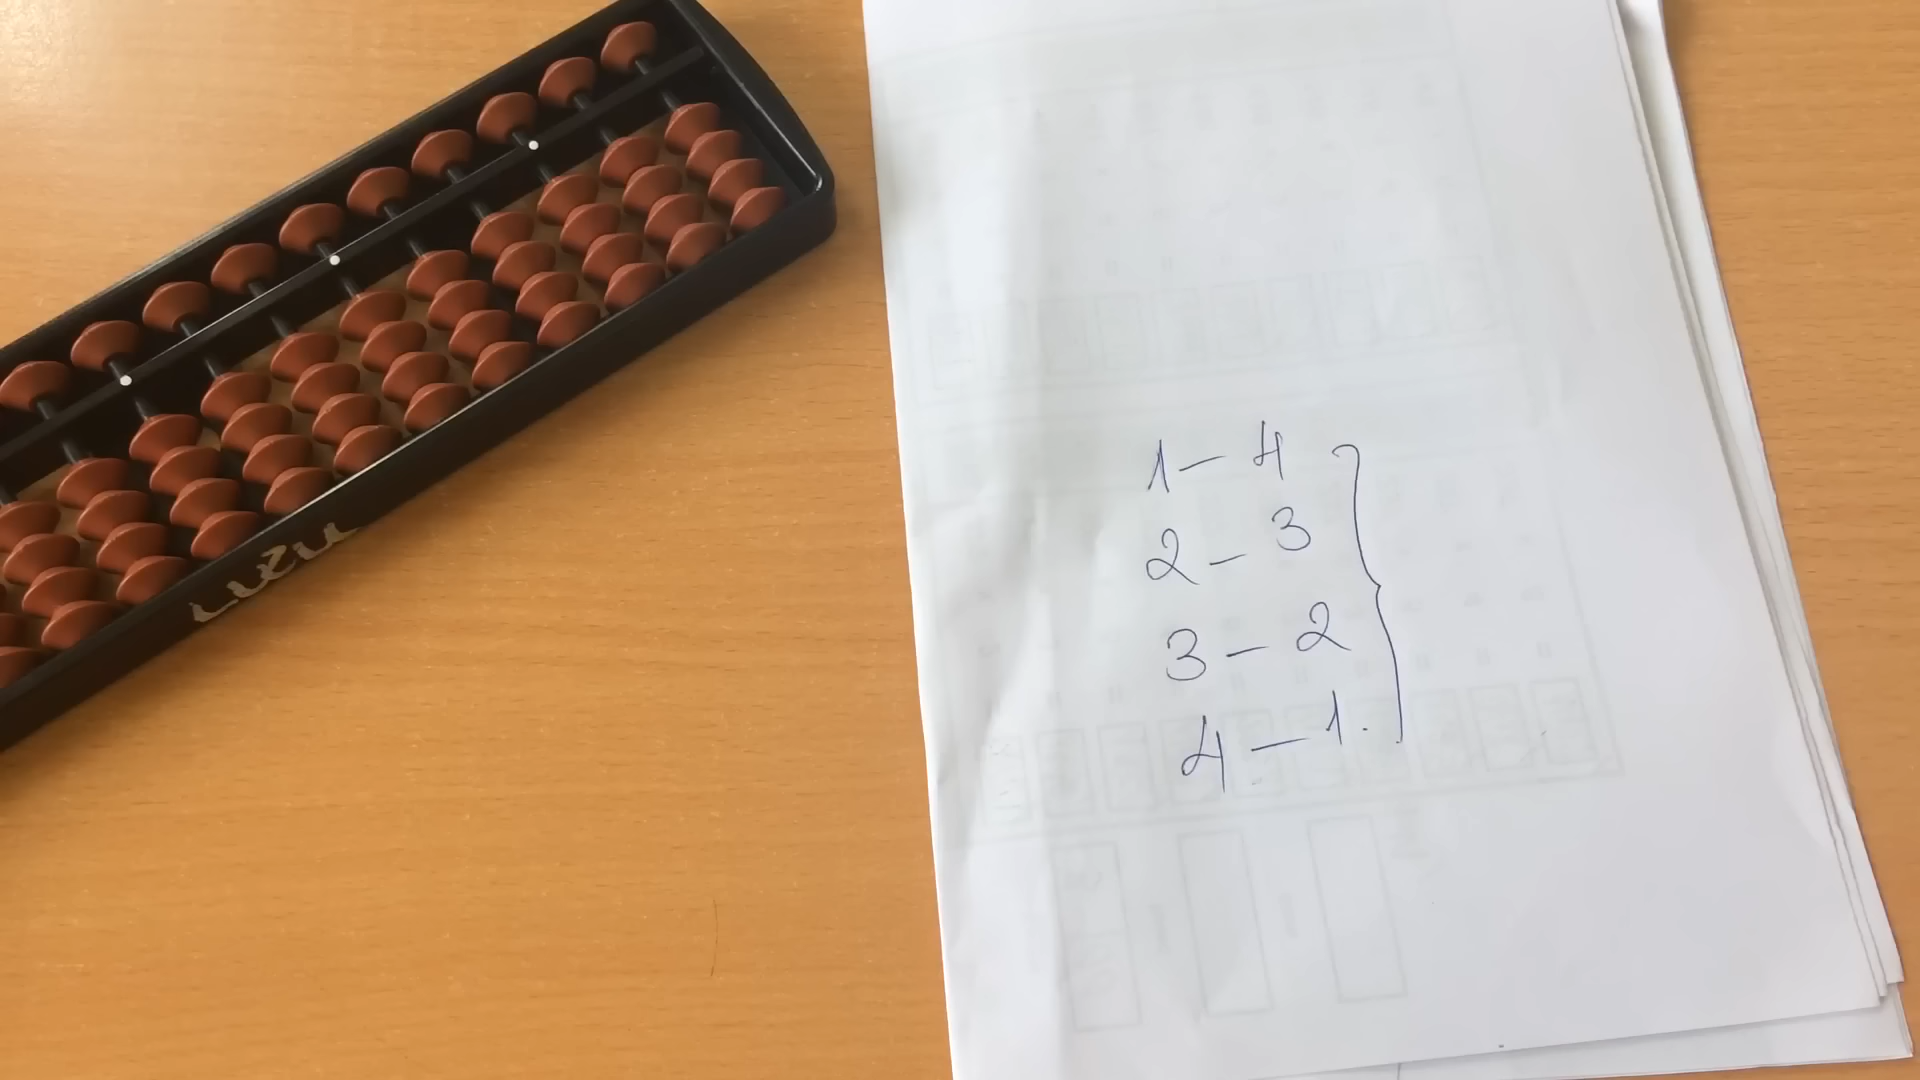 1 – 4
2 – 3
3 – 2
4 – 1.